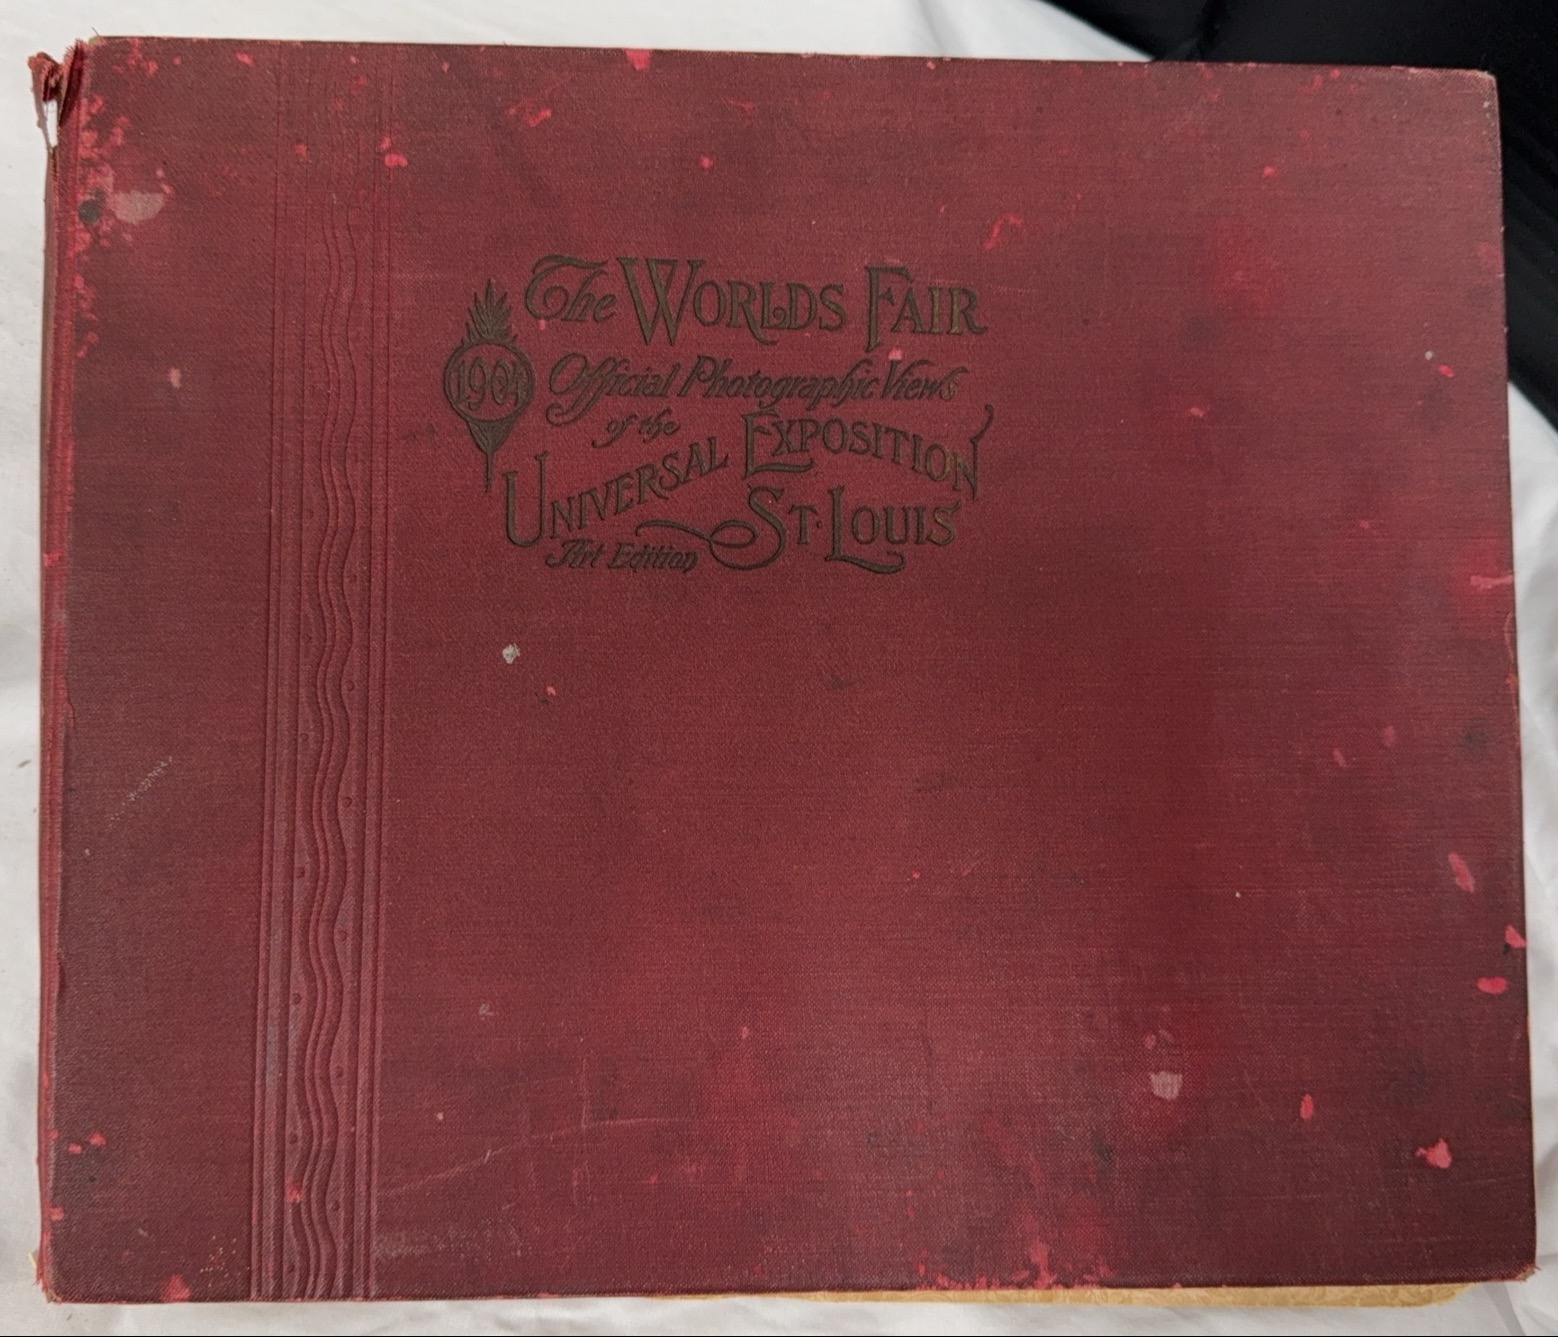 The WORLDS FAIR
1904
Official Photographic Views
of the
UNIVERSAL EXPOSITION
ST. LOUIS
Art Edition